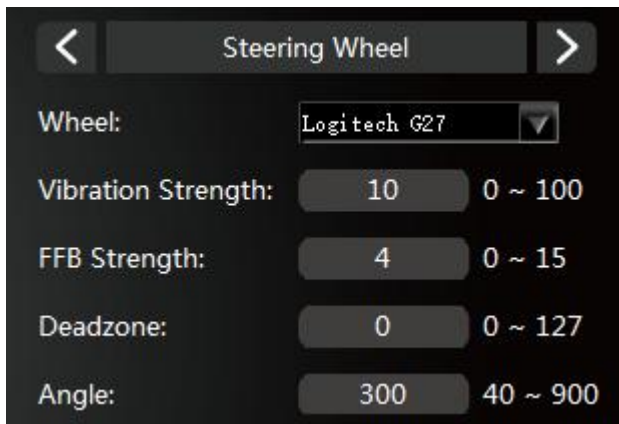 Steering Wheel
Wheel: Logitech G27
Vibration Strength: 10 0 ~ 100
FFB Strength: 4 0 ~ 15
Deadzone: 0 0 ~ 127
Angle: 300 40 ~ 900